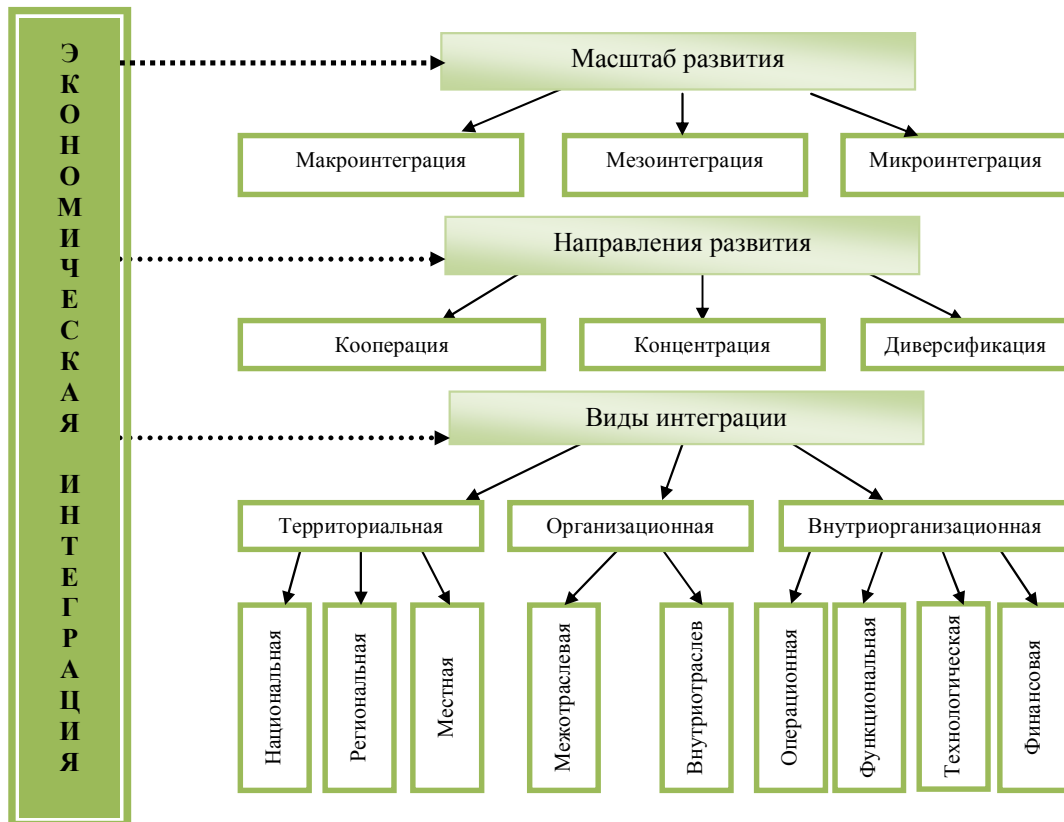 ЭКОНОМИЧЕСКАЯ ИНТЕГРАЦИЯ
Масштаб развития
Макроинтеграция
Мезоинтеграция
Микроинтеграция
Направления развития
Кооперация
Концентрация
Диверсификация
Виды интеграции
Территориальная
Организационная
Внутриорганизационная
Национальная
Региональная
Местная
Межотраслевая
Внутриотраслев
Операционная
Функциональная
Технологическая
Финансовая